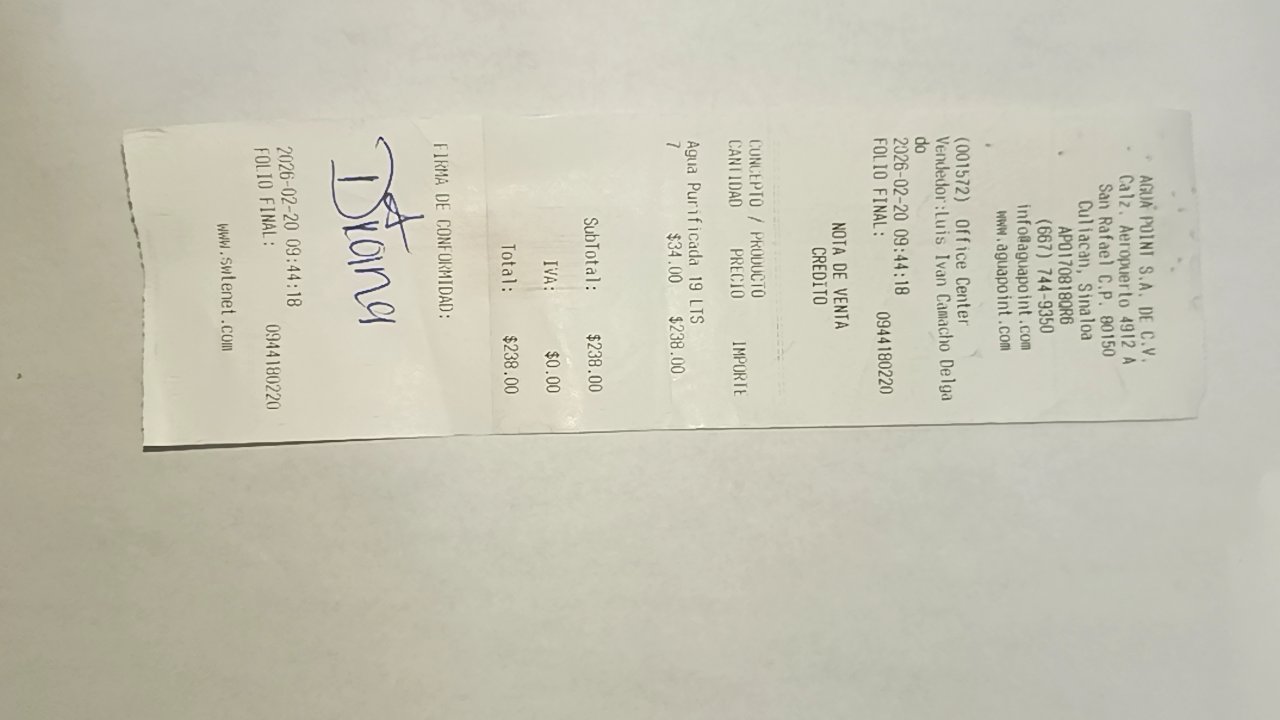 AGUA POINT S.A. DE C.V.
Calz. Aeropuerto 4912 A
San Rafael C.P. 80150
Culiacan, Sinaloa
APO170818QR6
(667) 744-9350
info@aguapoint.com
www.aguapoint.com
(001572) Office Center
Vendedor:Luis Ivan Camacho Delga
do
2026-02-20 09:44:18
FOLIO FINAL: 0944180220
NOTA DE VENTA
CREDITO
CONCEPTO / PRODUCTO
CANTIDAD PRECIO IMPORTE
Agua Purificada 19 LTS
7 $34.00 $238.00
SubTotal: $238.00
IVA: $0.00
Total: $238.00
FIRMA DE CONFORMIDAD:
Diana
2026-02-20 09:44:18
FOLIO FINAL: 0944180220
www.swtenet.com